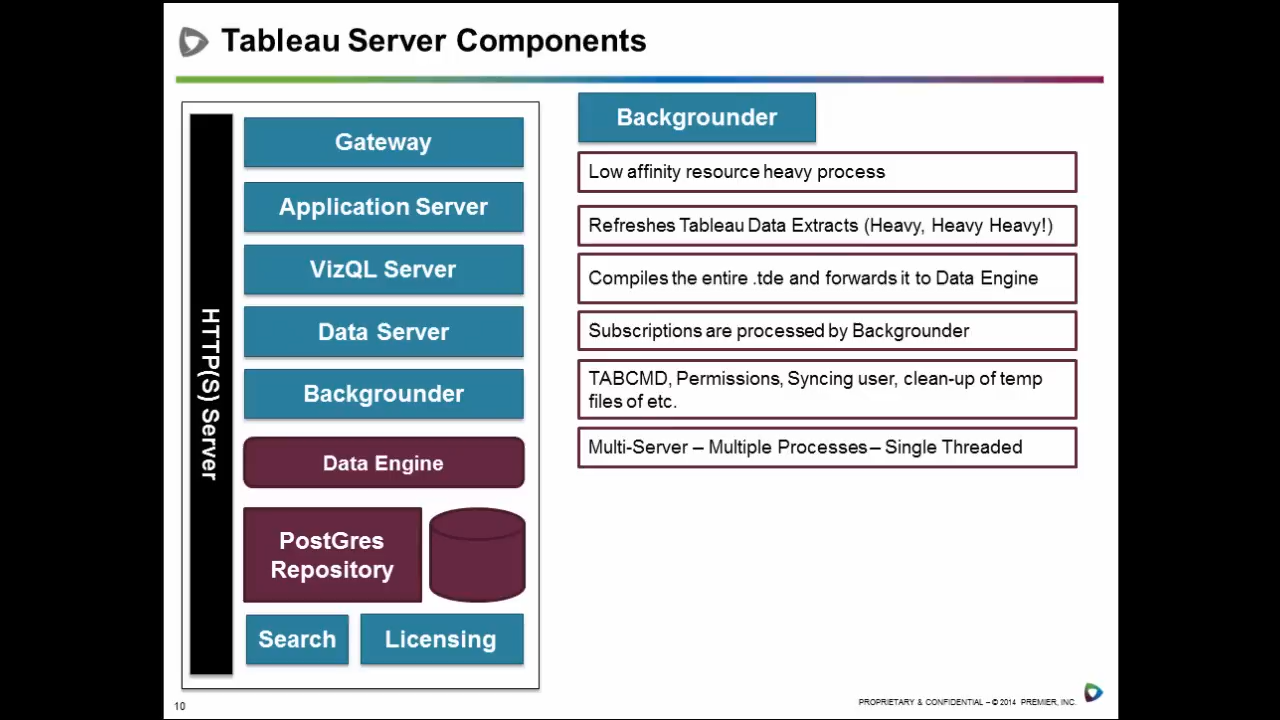 Tableau Server Components
HTTP(S) Server
Gateway
Application Server
VizQL Server
Data Server
Backgrounder
Data Engine
PostGres
Repository
Search
Licensing
Backgrounder
Low affinity resource heavy process
Refreshes Tableau Data Extracts (Heavy, Heavy Heavy!)
Compiles the entire .tde and forwards it to Data Engine
Subscriptions are processed by Backgrounder
TABCMD, Permissions, Syncing user, clean-up of temp
files of etc.
Multi-Server – Multiple Processes – Single Threaded
10
PROPRIETARY & CONFIDENTIAL – © 2014 PREMIER, INC.